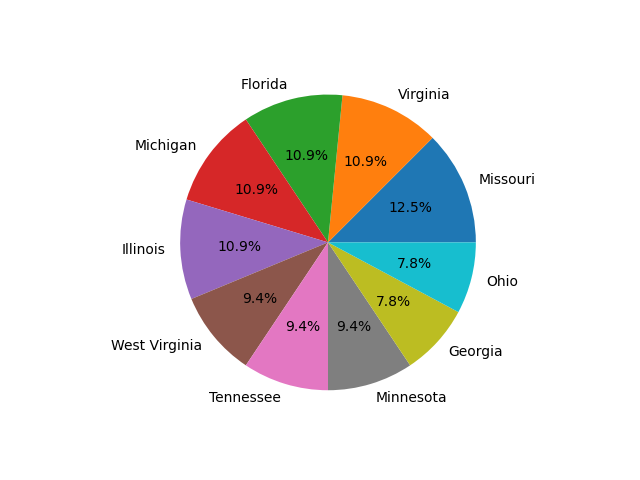 Florida
Virginia
Michigan
10.9%
10.9%
Missouri
10.9%
12.5%
Illinois
10.9%
7.8%
Ohio
9.4%
7.8%
9.4%
9.4%
West Virginia
Georgia
Tennessee
Minnesota